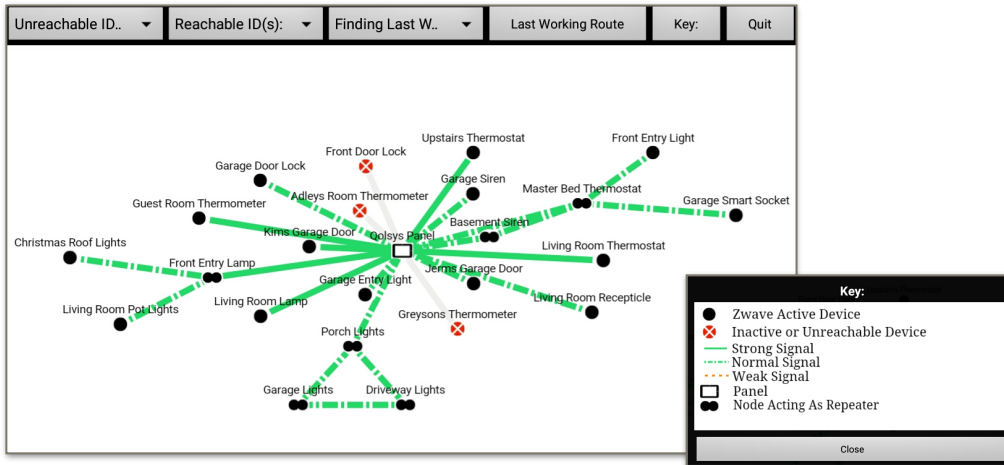 Unreachable ID..
Reachable ID(s):
Finding Last W..
Last Working Route
Key:
Quit
Upstairs Thermostat
Front Entry Light
Front Door Lock
Garage Door Lock
Garage Siren
Master Bed Thermostat
Adleys Room Thermometer
Guest Room Thermometer
Garage Smart Socket
Basement Siren
Kims Garage Door
Qolsys Panel
Christmas Roof Lights
Living Room Thermostat
Front Entry Lamp
Jerms Garage Door
Garage Entry Light
Living Room Lamp
Living Room Recepticle
Living Room Pot Lights
Greysons Thermometer
Porch Lights
Garage Lights
Driveway Lights
Key:
Zwave Active Device
Inactive or Unreachable Device
Strong Signal
Normal Signal
Weak Signal
Panel
Node Acting As Repeater
Close